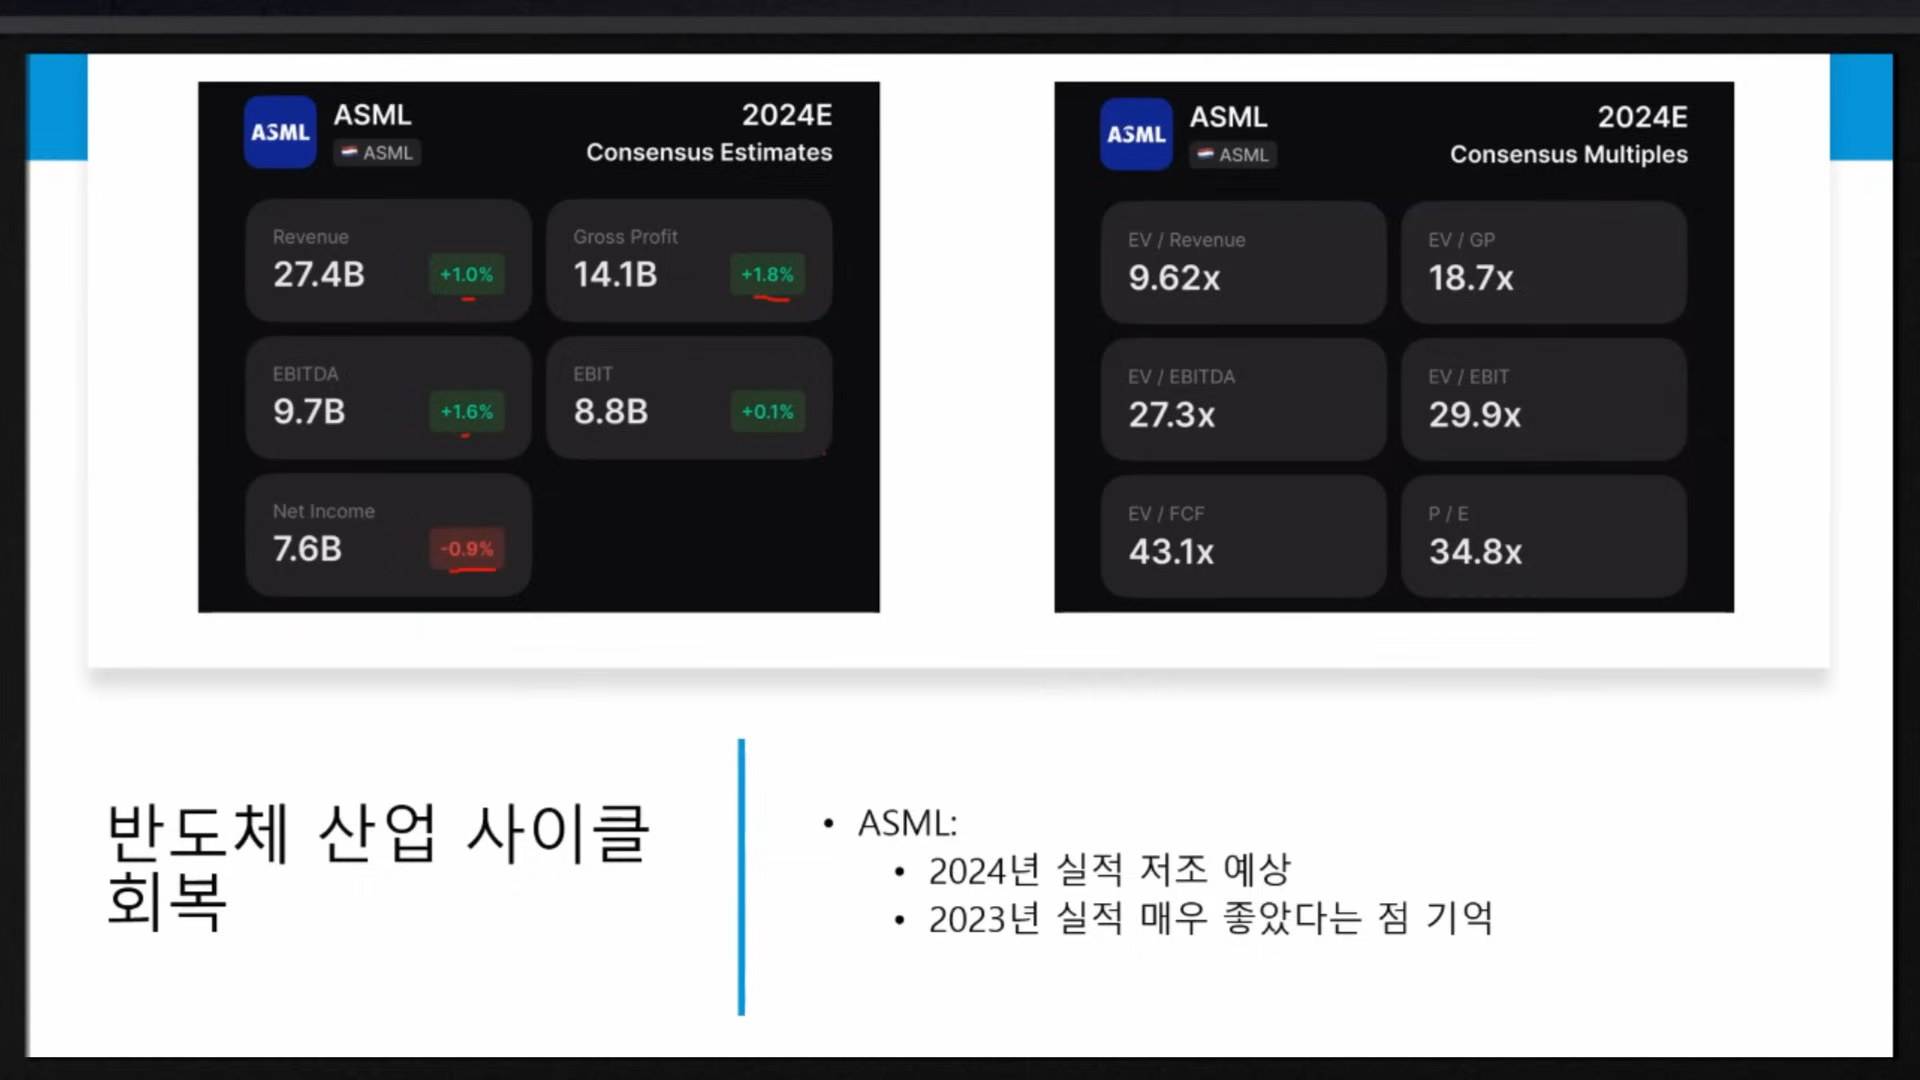 ASML
ASML
ASML
2024E
Consensus Estimates
Revenue
27.4B
+1.0%
Gross Profit
14.1B
+1.8%
EBITDA
9.7B
+1.6%
EBIT
8.8B
+0.1%
Net Income
7.6B
-0.9%
ASML
ASML
ASML
2024E
Consensus Multiples
EV / Revenue
9.62x
EV / GP
18.7x
EV / EBITDA
27.3x
EV / EBIT
29.9x
EV / FCF
43.1x
P / E
34.8x
반도체 산업 사이클
회복
• ASML:
• 2024년 실적 저조 예상
• 2023년 실적 매우 좋았다는 점 기억